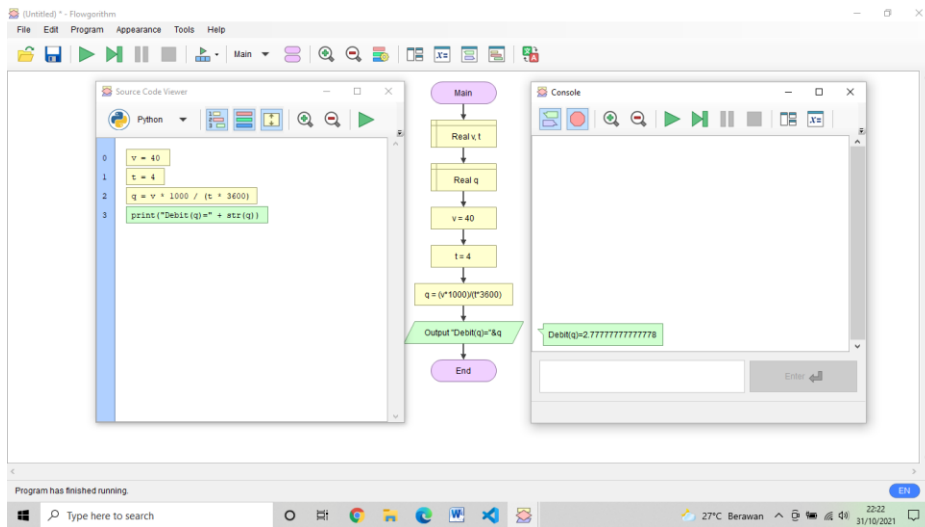 (Untitled) * - Flowgorithm
File Edit Program Appearance Tools Help
Main
Source Code Viewer
Python
0 v = 40
1 t = 4
2 q = v * 1000 / (t * 3600)
3 print("Debit(q)=" + str(q))
Main
Real v, t
Real q
v = 40
t = 4
q = (v*1000)/(t*3600)
Output "Debit(q)="&q
End
Console
Debit(q)=2.77777777777778
Enter
Program has finished running.
EN
Type here to search
27°C Berawan
22:22
31/10/2021